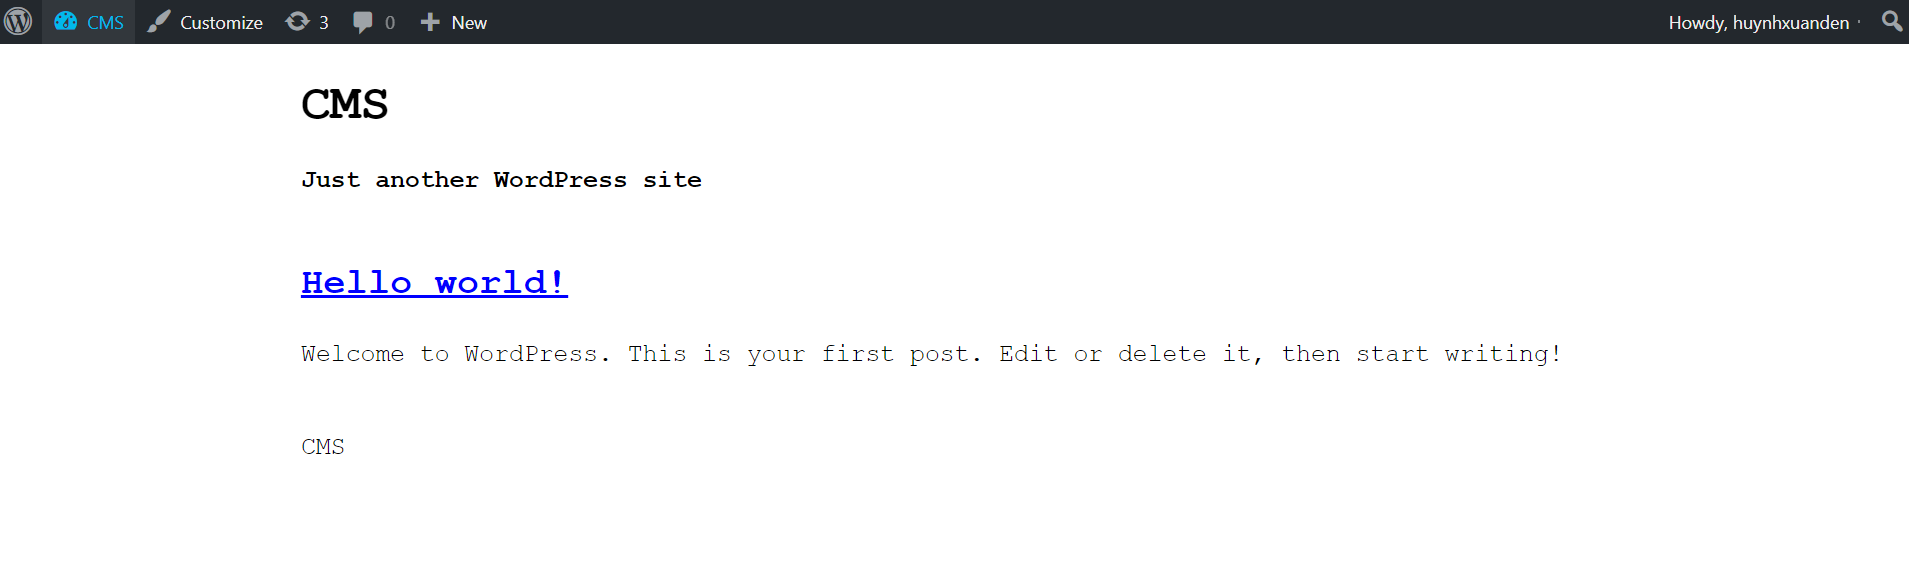 CMS Customize 3 0 New Howdy, huynhxuanden
CMS
Just another WordPress site
Hello world!
Welcome to WordPress. This is your first post. Edit or delete it, then start writing!
CMS